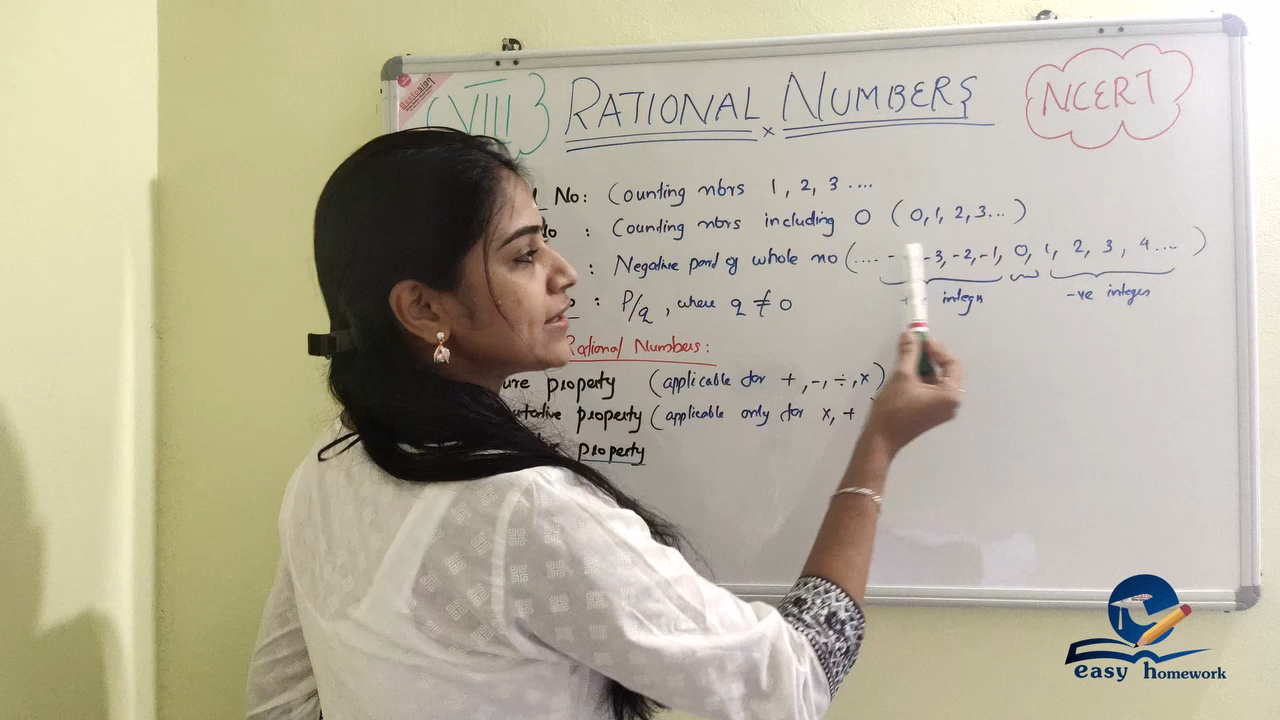 VIII RATIONAL NUMBERS NCERT
No: Counting nbrs 1, 2, 3 ....
: Counting nbrs including 0 (0, 1, 2, 3...)
: Negative part of whole no (.... -3, -2, -1, 0, 1, 2, 3, 4 .... )
integrs -ve integrs
: P/q, where q ≠ 0
Rational Numbers:
property (applicable for +, -, ÷, x)
property (applicable only for x, +
property
easy homework